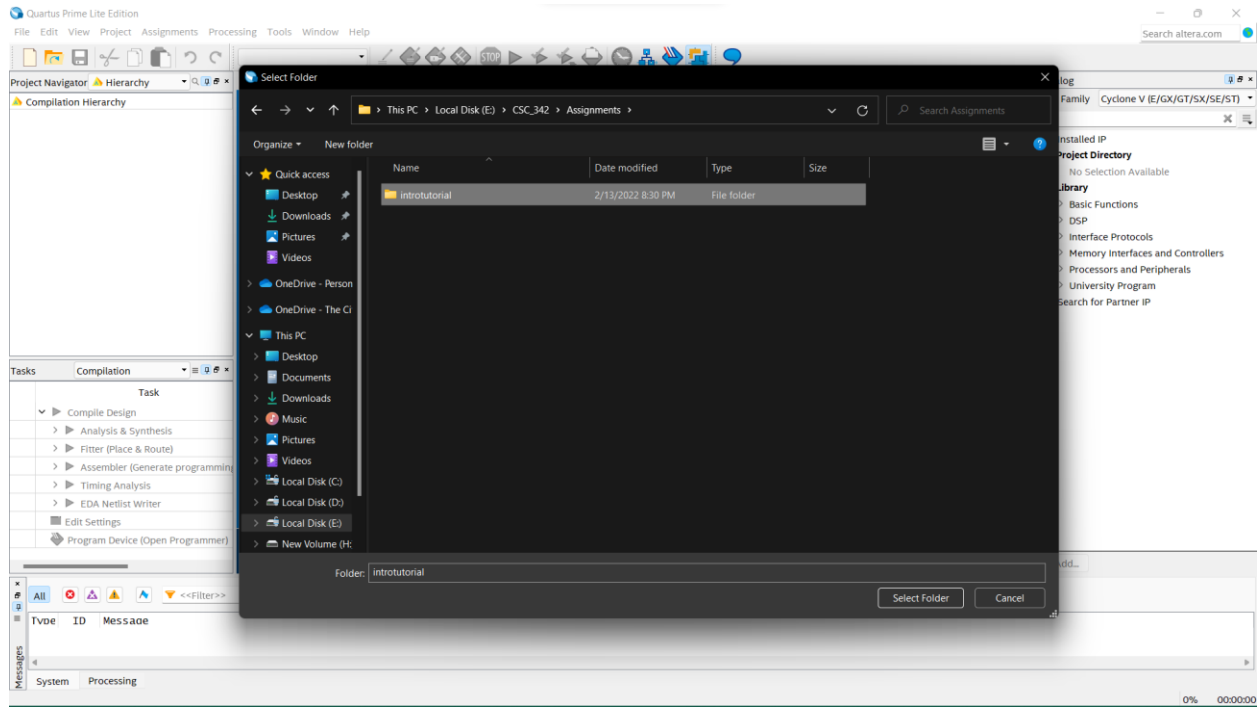 Quartus Prime Lite Edition
File Edit View Project Assignments Processing Tools Window Help
Search altera.com
STOP
Project Navigator Hierarchy
Compilation Hierarchy
Select Folder
This PC > Local Disk (E:) > CSC_342 > Assignments >
Search Assignments
Organize
New folder
Name Date modified Type Size
introtutorial 2/13/2022 8:30 PM File folder
Quick access
Desktop
Downloads
Pictures
Videos
OneDrive - Person
OneDrive - The Ci
This PC
Desktop
Documents
Downloads
Music
Pictures
Videos
Local Disk (C:)
Local Disk (D:)
Local Disk (E:)
New Volume (H:
Folder: introtutorial
Select Folder Cancel
log
Family Cyclone V (E/GX/GT/SX/SE/ST)
nstalled IP
Project Directory
No Selection Available
Library
Basic Functions
DSP
Interface Protocols
Memory Interfaces and Controllers
Processors and Peripherals
University Program
Search for Partner IP
Tasks Compilation
Task
Compile Design
Analysis & Synthesis
Fitter (Place & Route)
Assembler (Generate programming
Timing Analysis
EDA Netlist Writer
Edit Settings
Program Device (Open Programmer)
dd...
All <<Filter>>
Type ID Message
Messages
System Processing
0% 00:00:00